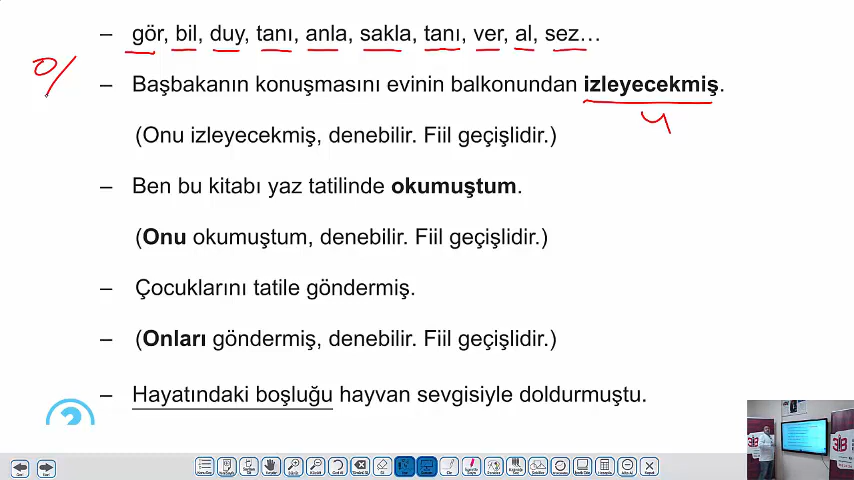 – gör, bil, duy, tanı, anla, sakla, tanı, ver, al, sez...
– Başbakanın konuşmasını evinin balkonundan izleyecekmiş.
(Onu izleyecekmiş, denebilir. Fiil geçişlidir.)
– Ben bu kitabı yaz tatilinde okumuştum.
(Onu okumuştum, denebilir. Fiil geçişlidir.)
– Çocuklarını tatile göndermiş.
– (Onları göndermiş, denebilir. Fiil geçişlidir.)
– Hayatındaki boşluğu hayvan sevgisiyle doldurmuştu.